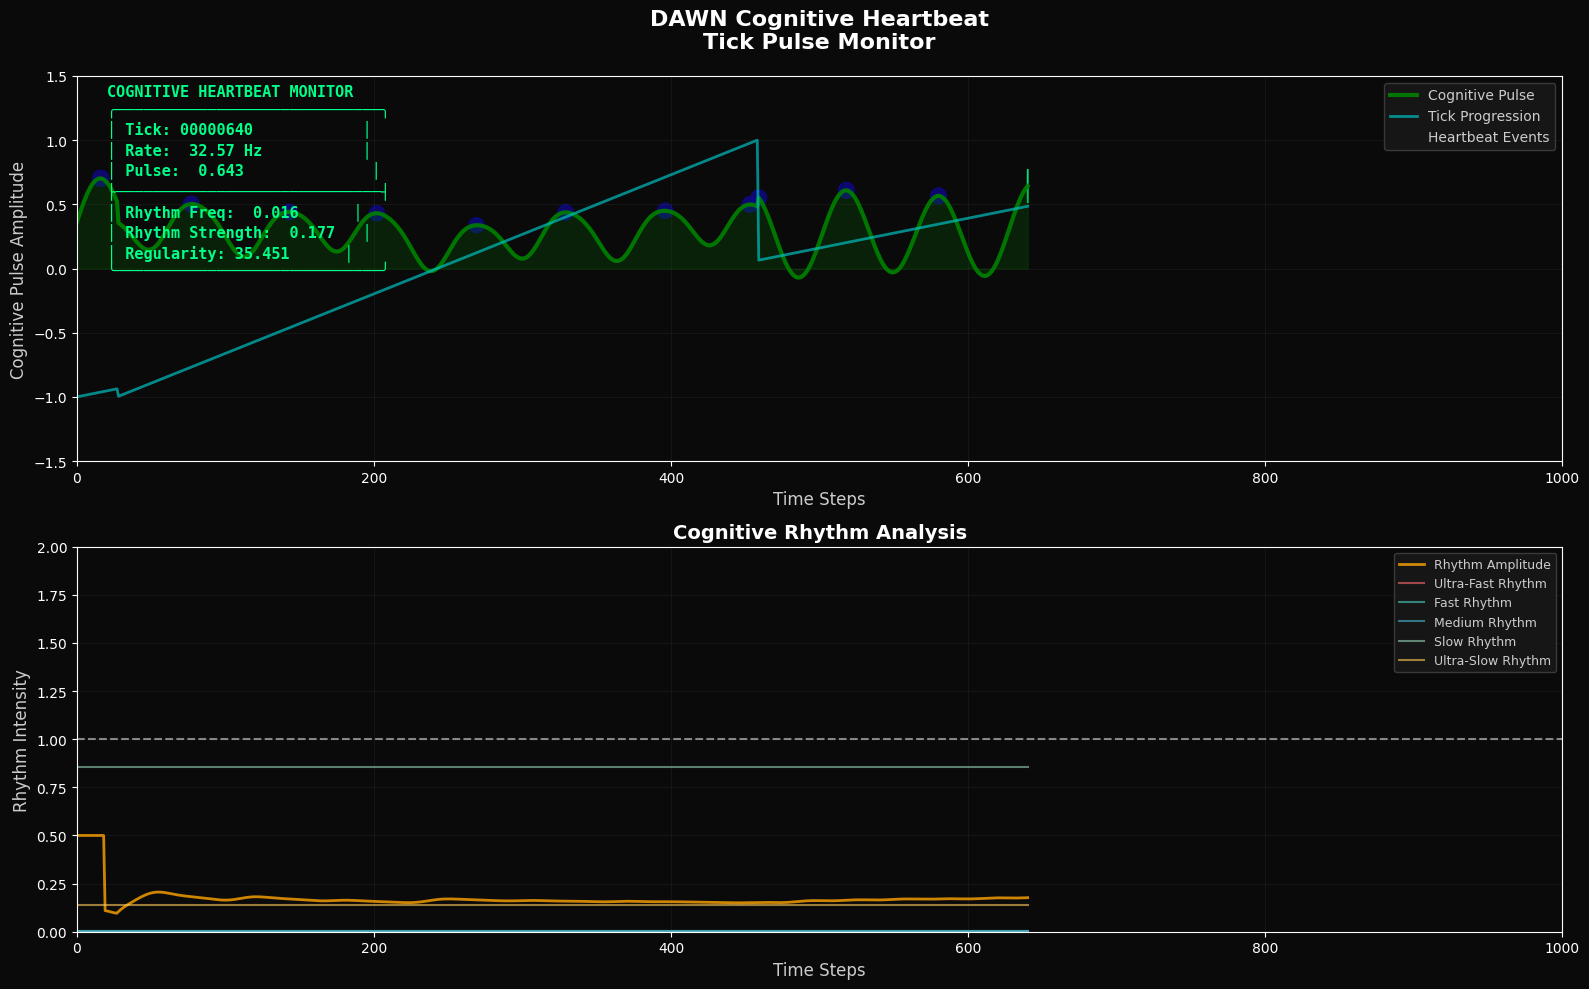 DAWN Cognitive Heartbeat
Tick Pulse Monitor
Cognitive Pulse Amplitude
1.5
1.0
0.5
0.0
−0.5
−1.0
−1.5
COGNITIVE HEARTBEAT MONITOR
Tick: 00000640
Rate: 32.57 Hz
Pulse: 0.643
Rhythm Freq: 0.016
Rhythm Strength: 0.177
Regularity: 35.451
Cognitive Pulse
Tick Progression
Heartbeat Events
0 200 400 600 800 1000
Time Steps
Cognitive Rhythm Analysis
Rhythm Intensity
2.00
1.75
1.50
1.25
1.00
0.75
0.50
0.25
0.00
Rhythm Amplitude
Ultra-Fast Rhythm
Fast Rhythm
Medium Rhythm
Slow Rhythm
Ultra-Slow Rhythm
0 200 400 600 800 1000
Time Steps